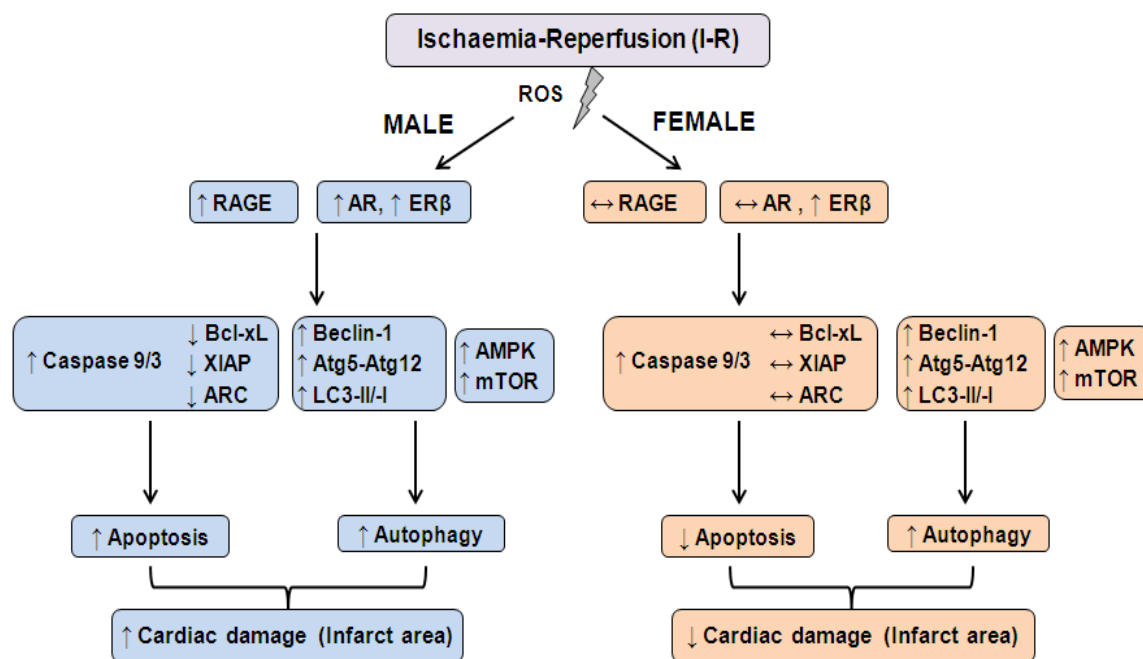 Ischaemia-Reperfusion (I-R)
ROS
MALE
FEMALE
↑ RAGE
↑ AR, ↑ ERβ
↔ RAGE
↔ AR , ↑ ERβ
↑ Caspase 9/3
↓ Bcl-xL
↓ XIAP
↓ ARC
↑ Beclin-1
↑ Atg5-Atg12
↑ LC3-II/-I
↑ AMPK
↑ mTOR
↑ Caspase 9/3
↔ Bcl-xL
↔ XIAP
↔ ARC
↑ Beclin-1
↑ Atg5-Atg12
↑ LC3-II/-I
↑ AMPK
↑ mTOR
↑ Apoptosis
↑ Autophagy
↓ Apoptosis
↑ Autophagy
↑ Cardiac damage (Infarct area)
↓ Cardiac damage (Infarct area)